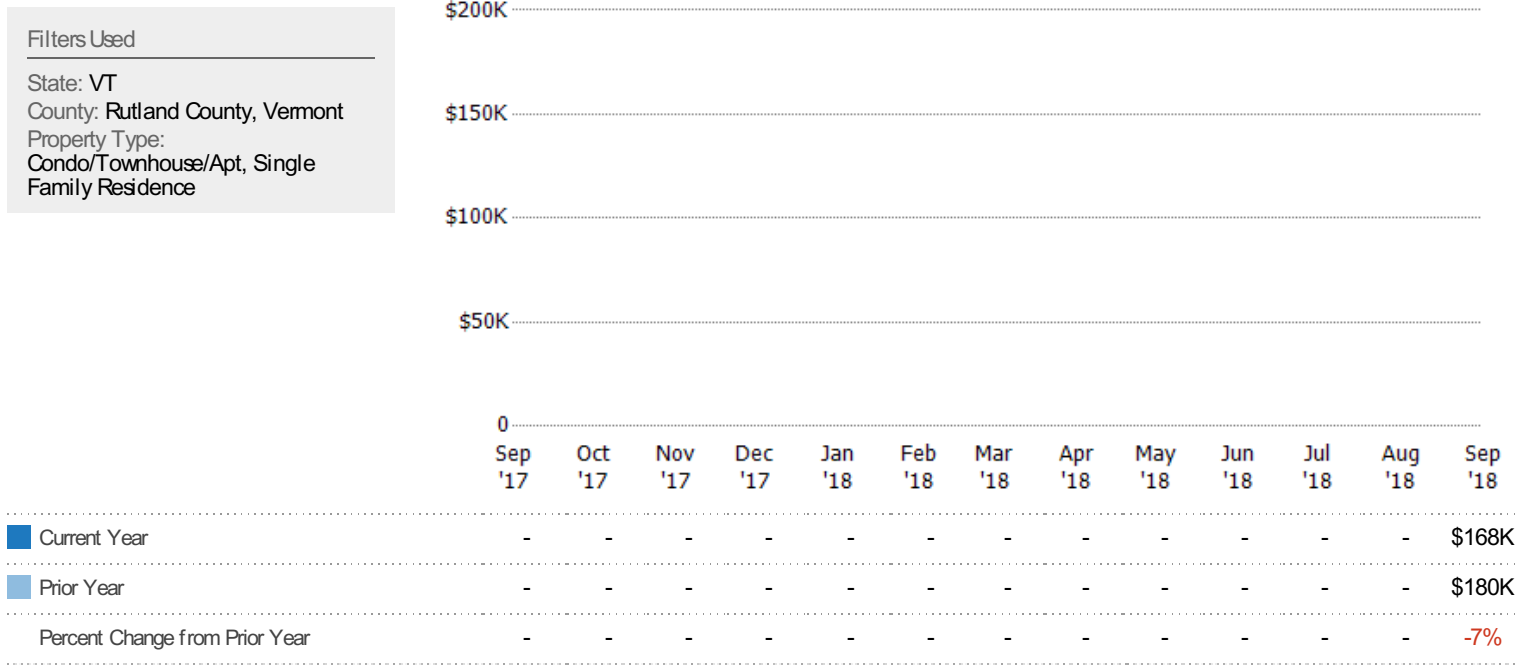 Filters Used
State: VT
County: Rutland County, Vermont
Property Type:
Condo/Townhouse/Apt, Single
Family Residence
$200K
$150K
$100K
$50K
0
Sep Oct Nov Dec Jan Feb Mar Apr May Jun Jul Aug Sep
'17 '17 '17 '17 '18 '18 '18 '18 '18 '18 '18 '18 '18
Current Year - - - - - - - - - - - - $168K
Prior Year - - - - - - - - - - - - $180K
Percent Change from Prior Year - - - - - - - - - - - - -7%